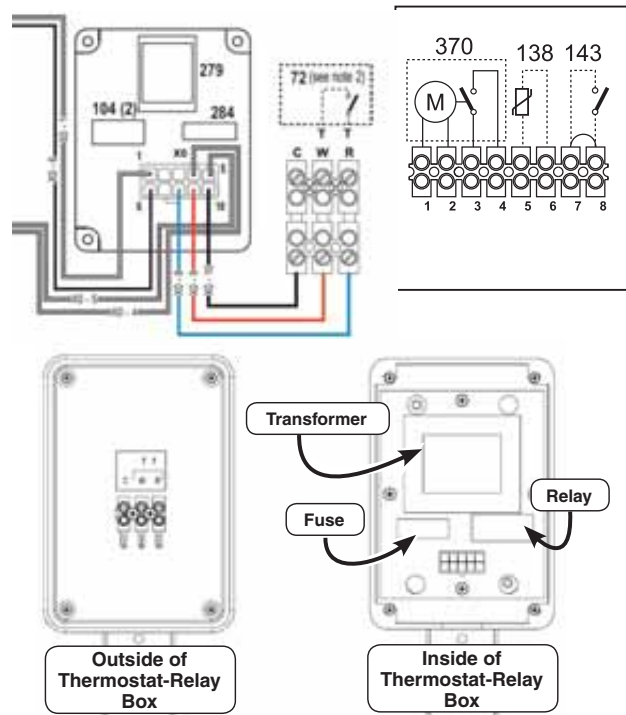 279
104 (2)
284
1
X0
5
6
10
72 (see note 2)
T T
C W R
370
138 143
M
1 2 3 4 5 6 7 8
Transformer
Fuse
Relay
T T
Outside of
Thermostat-Relay
Box
Inside of
Thermostat-Relay
Box